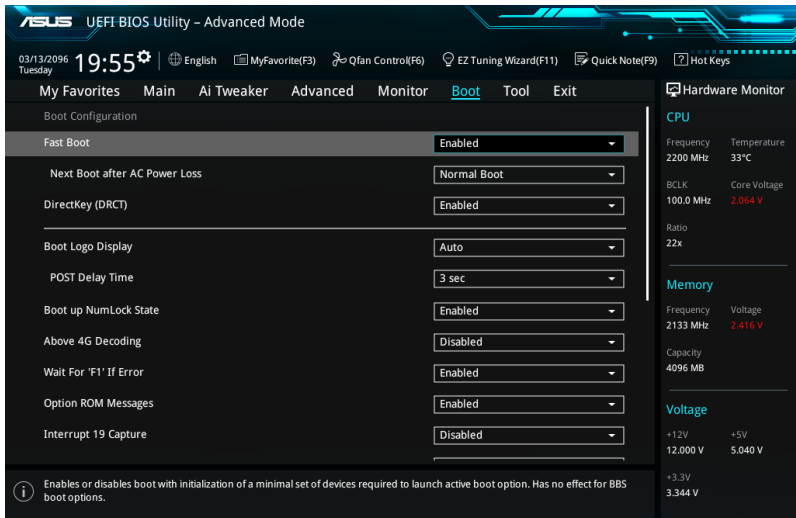 ASUS UEFI BIOS Utility – Advanced Mode
03/13/2096
Tuesday
19:55
English
MyFavorite(F3)
Qfan Control(F6)
EZ Tuning Wizard(F11)
Quick Note(F9)
? Hot Keys
My Favorites Main Ai Tweaker Advanced Monitor Boot Tool Exit
Boot Configuration
Fast Boot Enabled
Next Boot after AC Power Loss Normal Boot
DirectKey (DRCT) Enabled
Boot Logo Display Auto
POST Delay Time 3 sec
Boot up NumLock State Enabled
Above 4G Decoding Disabled
Wait For 'F1' If Error Enabled
Option ROM Messages Enabled
Interrupt 19 Capture Disabled
i
Enables or disables boot with initialization of a minimal set of devices required to launch active boot option. Has no effect for BBS
boot options.
Hardware Monitor
CPU
Frequency Temperature
2200 MHz 33°C
BCLK Core Voltage
100.0 MHz 2.064 V
Ratio
22x
Memory
Frequency Voltage
2133 MHz 2.416 V
Capacity
4096 MB
Voltage
+12V +5V
12.000 V 5.040 V
+3.3V
3.344 V